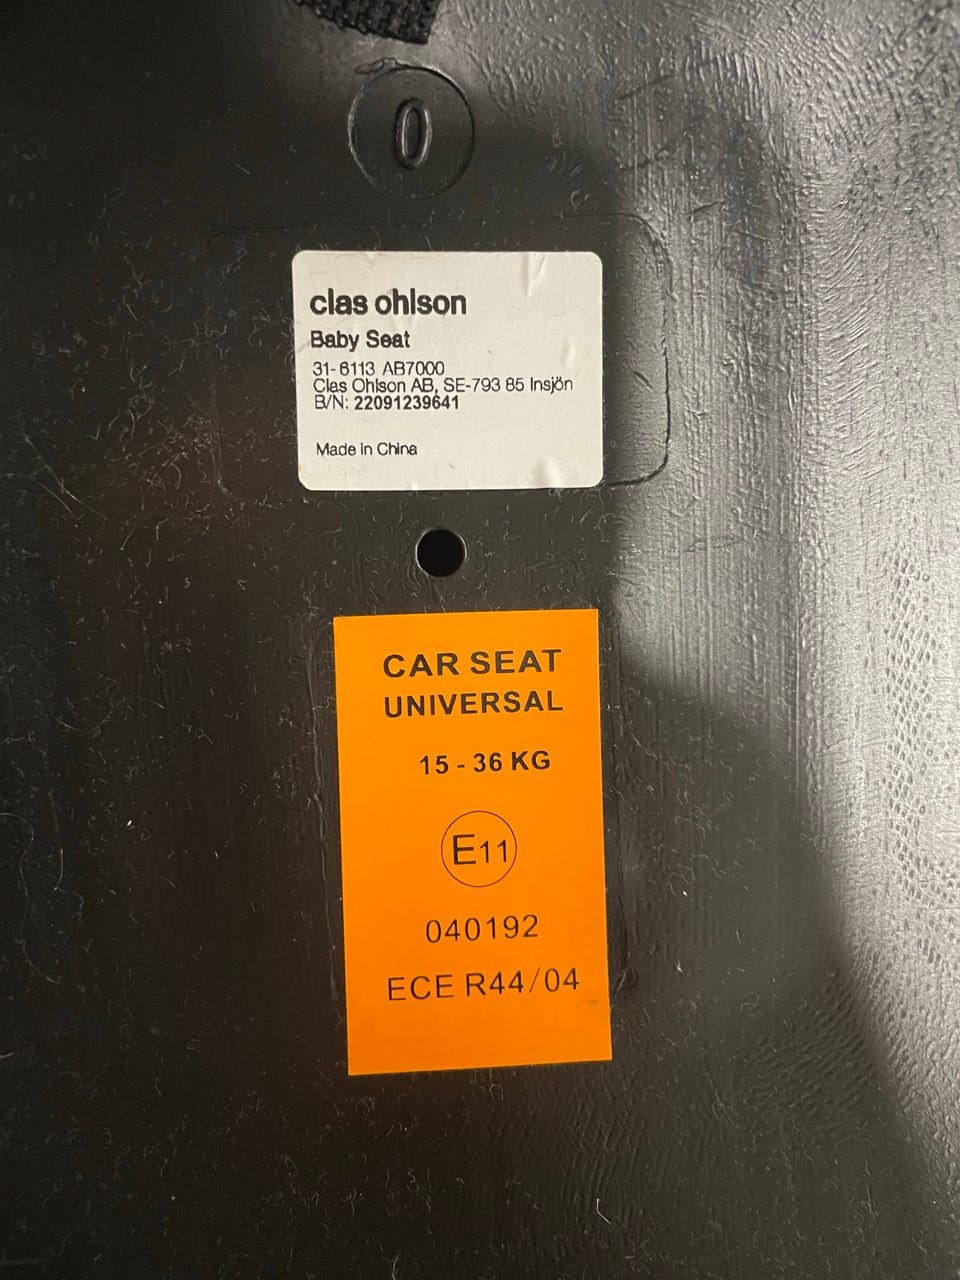 0
clas ohlson
Baby Seat
31-6113 AB7000
Clas Ohlson AB, SE-793 85 Insjön
B/N: 22091239641
Made in China
CAR SEAT
UNIVERSAL
15 - 36 KG
E11
040192
ECE R44/04